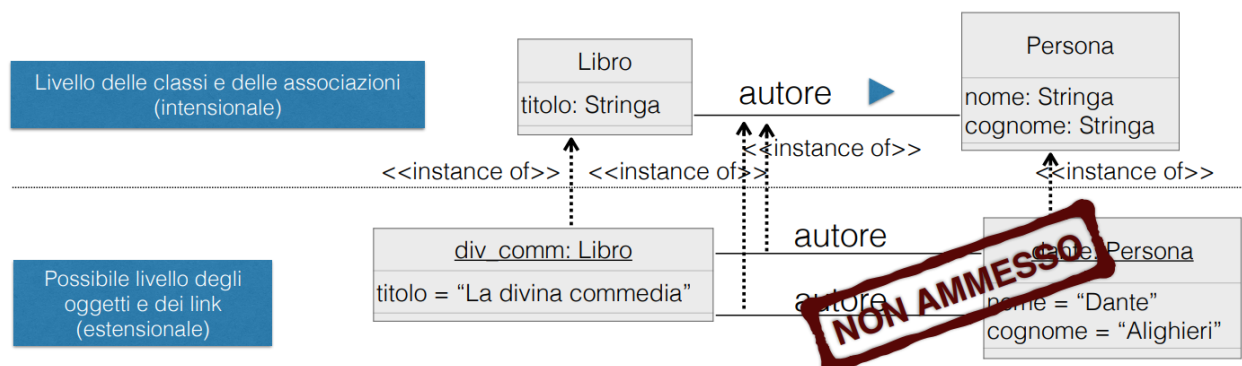 Livello delle classi e delle associazioni
(intensionale)
Libro
titolo: Stringa
autore
Persona
nome: Stringa
cognome: Stringa
<<instance of>>
<<instance of>>
<<instance of>>
<<instance of>>
Possibile livello degli
oggetti e dei link
(estensionale)
div_comm: Libro
titolo = “La divina commedia”
autore
autore
dante: Persona
nome = “Dante”
cognome = “Alighieri”
NON AMMESSO